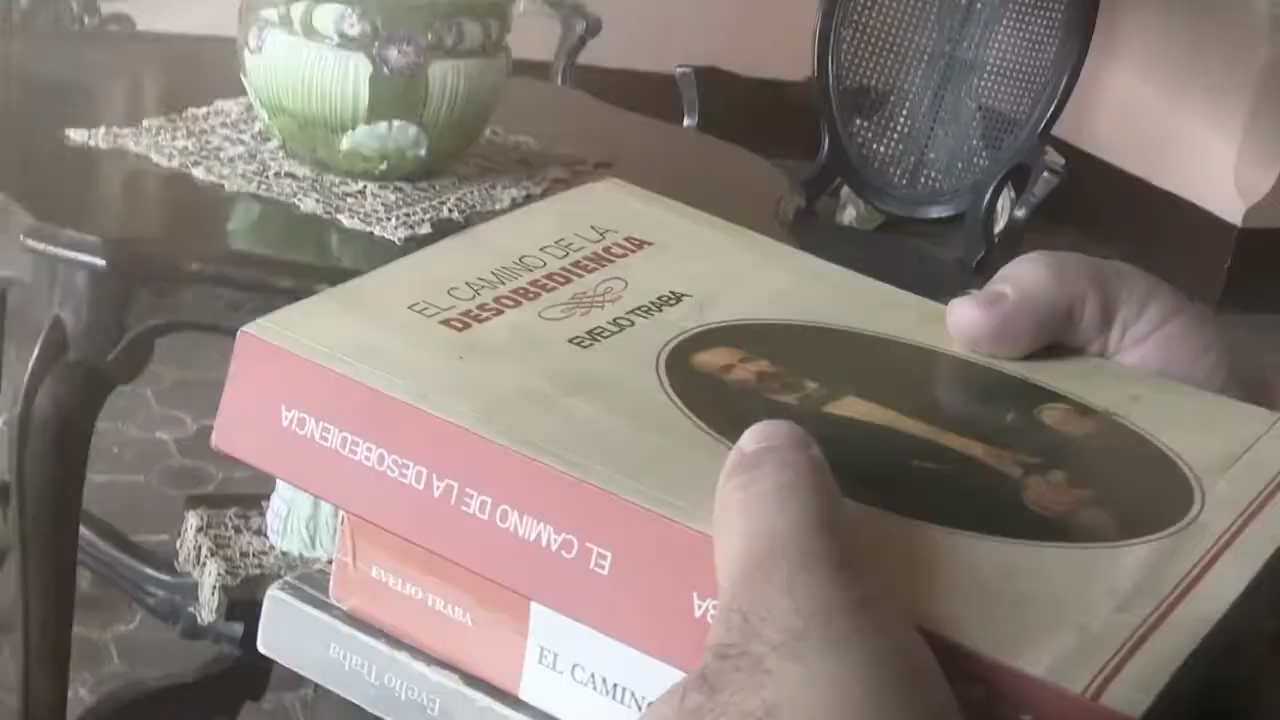 EL CAMINO DE LA
DESOBEDIENCIA
EVELIO TRABA
EL CAMINO DE LA DESOBEDIENCIA
EVELIO TRABA
EL CAMINO
Evelio Traba